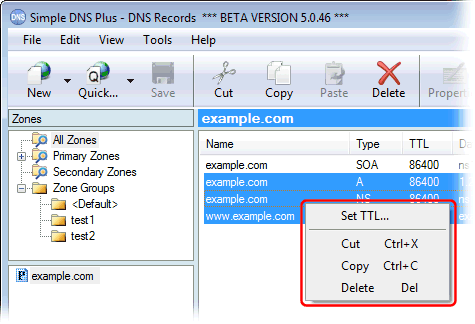 DNS Simple DNS Plus - DNS Records *** BETA VERSION 5.0.46 ***
File Edit View Tools Help
New Quick... Save Cut Copy Paste Delete
Zones
example.com
All Zones
Primary Zones
Secondary Zones
Zone Groups
<Default>
test1
test2
example.com
Name Type TTL
example.com SOA 86400
example.com A 86400
example.com NS 86400
www.example.com
Set TTL...
Cut Ctrl+X
Copy Ctrl+C
Delete Del